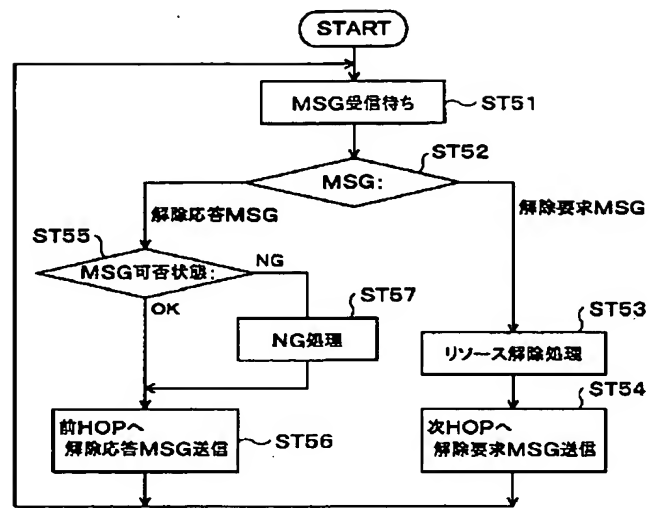 START
MSG受信待ち
ST51
ST52
MSG:
解除応答MSG
解除要求MSG
ST55
MSG可否状態:
NG
OK
ST57
NG処理
ST53
リソース解除処理
ST54
前HOPへ
解除応答MSG送信
ST56
次HOPへ
解除要求MSG送信